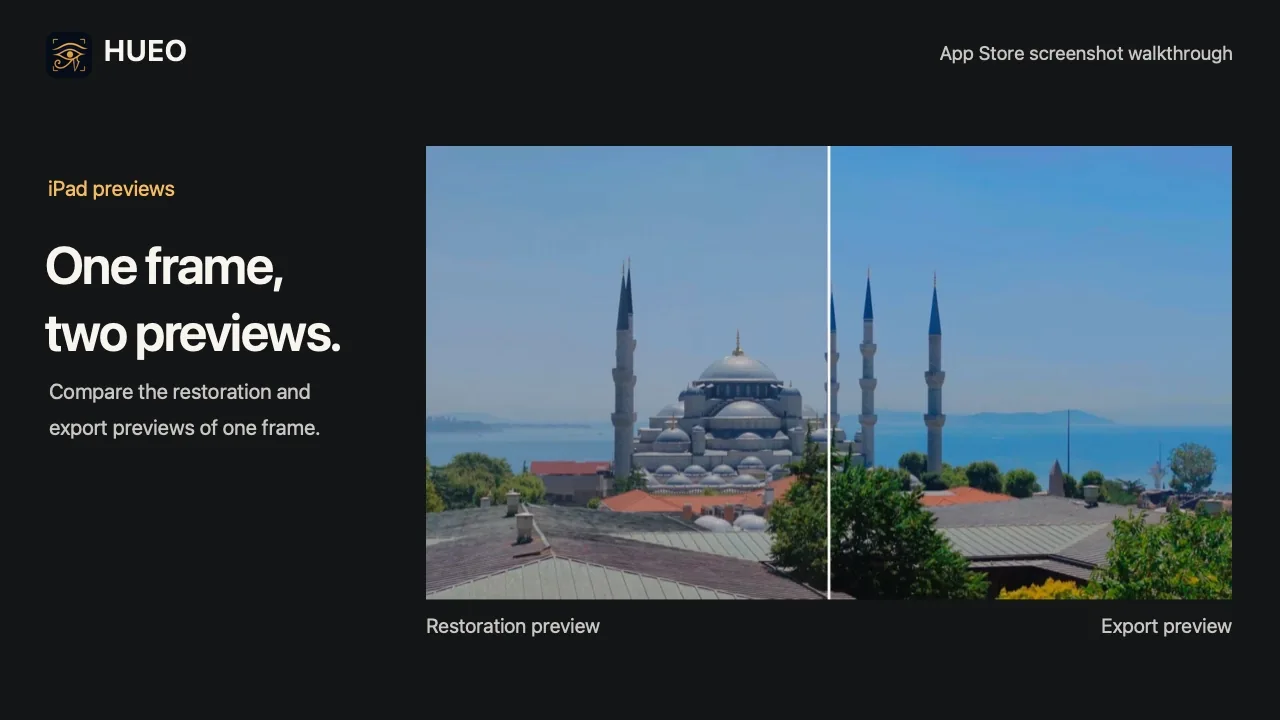 HUEO
App Store screenshot walkthrough
iPad previews
One frame,
two previews.
Compare the restoration and
export previews of one frame.
Restoration preview
Export preview